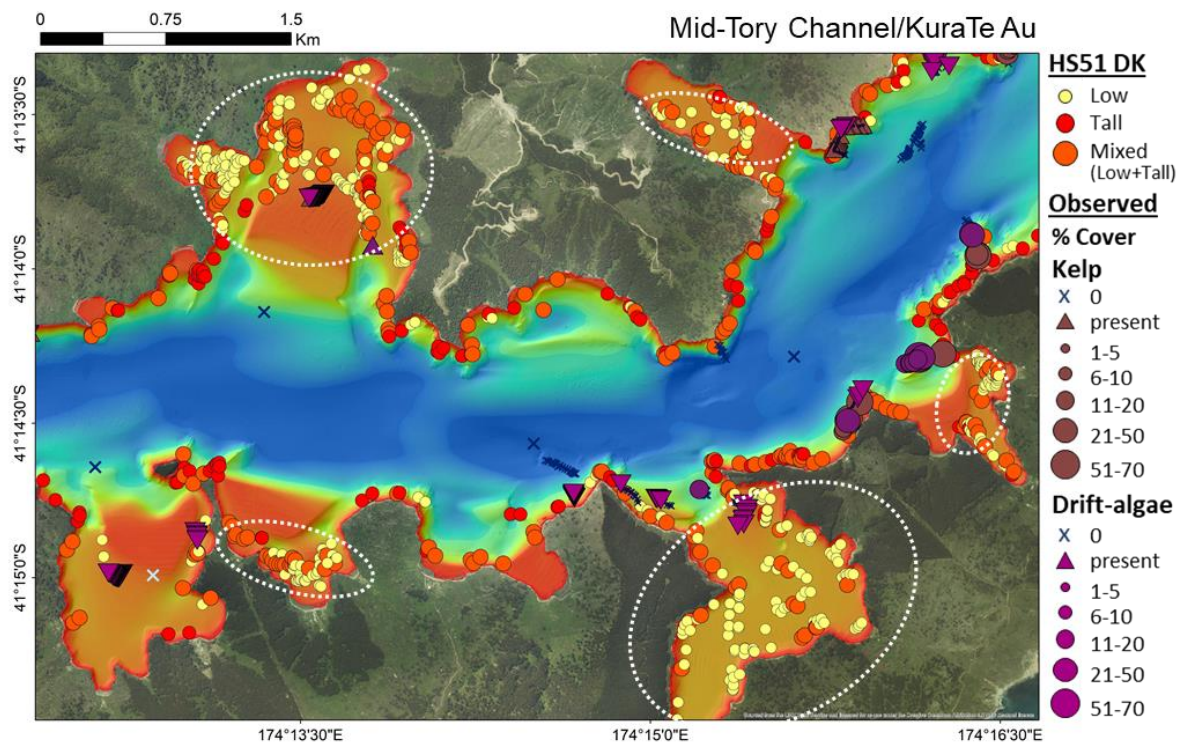 0 0.75 1.5
Km
Mid-Tory Channel/KuraTe Au
41°13'30"S
41°14'0"S
41°14'30"S
41°15'0"S
174°13'30"E 174°15'0"E 174°16'30"E
HS51 DK
Low
Tall
Mixed
(Low+Tall)
Observed
% Cover
Kelp
0
present
1-5
6-10
11-20
21-50
51-70
Drift-algae
0
present
1-5
6-10
11-20
21-50
51-70